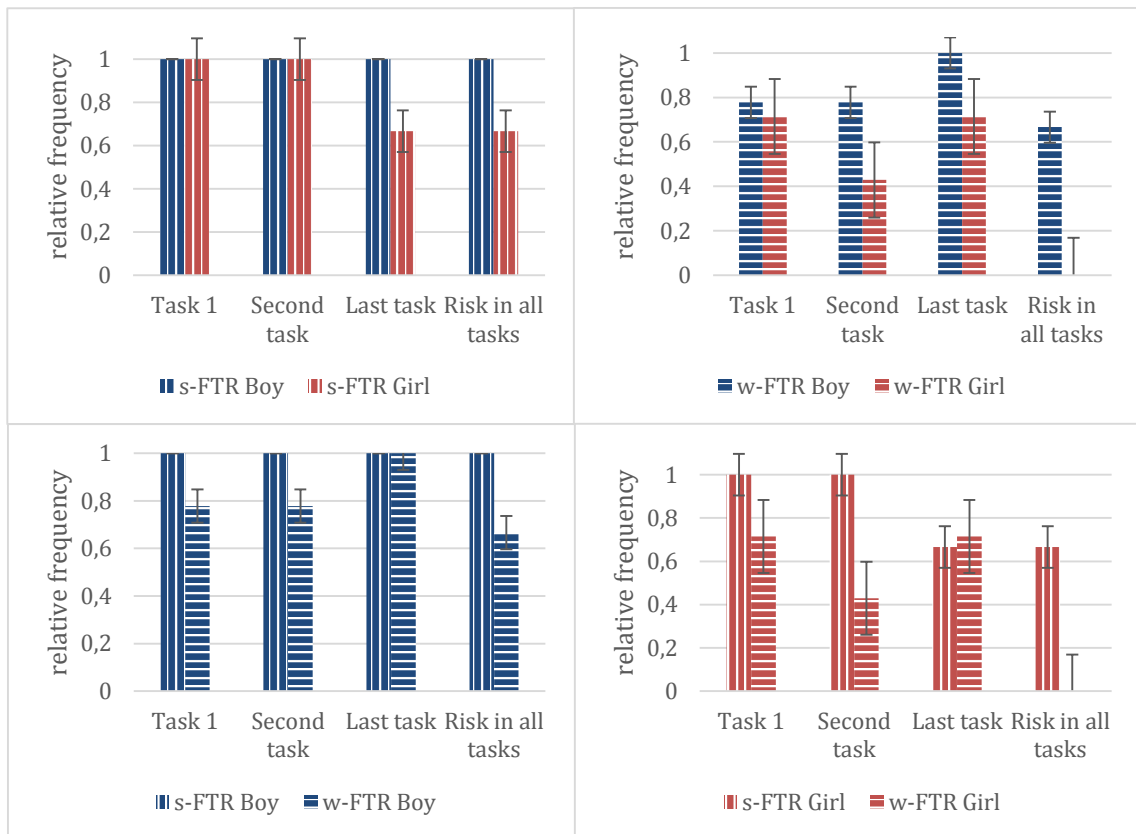 relative frequency
1
0,8
0,6
0,4
0,2
0
Task 1
Second task
Last task
Risk in all tasks
s-FTR Boy
s-FTR Girl
relative frequency
1
0,8
0,6
0,4
0,2
0
Task 1
Second task
Last task
Risk in all tasks
w-FTR Boy
w-FTR Girl
relative frequency
1
0,8
0,6
0,4
0,2
0
Task 1
Second task
Last task
Risk in all tasks
s-FTR Boy
w-FTR Boy
relative frequency
1
0,8
0,6
0,4
0,2
0
Task 1
Second task
Last task
Risk in all tasks
s-FTR Girl
w-FTR Girl